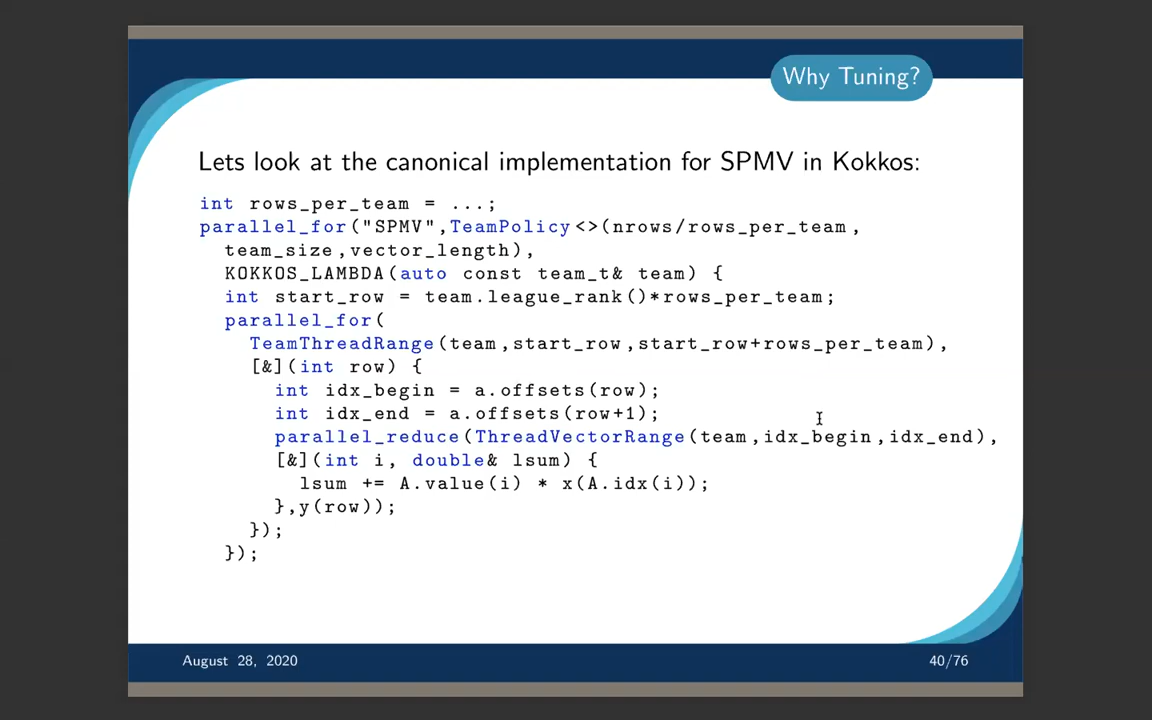 Why Tuning?
Lets look at the canonical implementation for SPMV in Kokkos:
int rows_per_team = ...;
parallel_for("SPMV",TeamPolicy<>(nrows/rows_per_team,
team_size,vector_length),
KOKKOS_LAMBDA(auto const team_t& team) {
int start_row = team.league_rank()*rows_per_team;
parallel_for(
TeamThreadRange(team,start_row,start_row+rows_per_team),
[&](int row) {
int idx_begin = a.offsets(row);
int idx_end = a.offsets(row+1);
parallel_reduce(ThreadVectorRange(team,idx_begin,idx_end),
[&](int i, double& lsum) {
lsum += A.value(i) * x(A.idx(i));
},y(row));
});
});
August 28, 2020
40/76